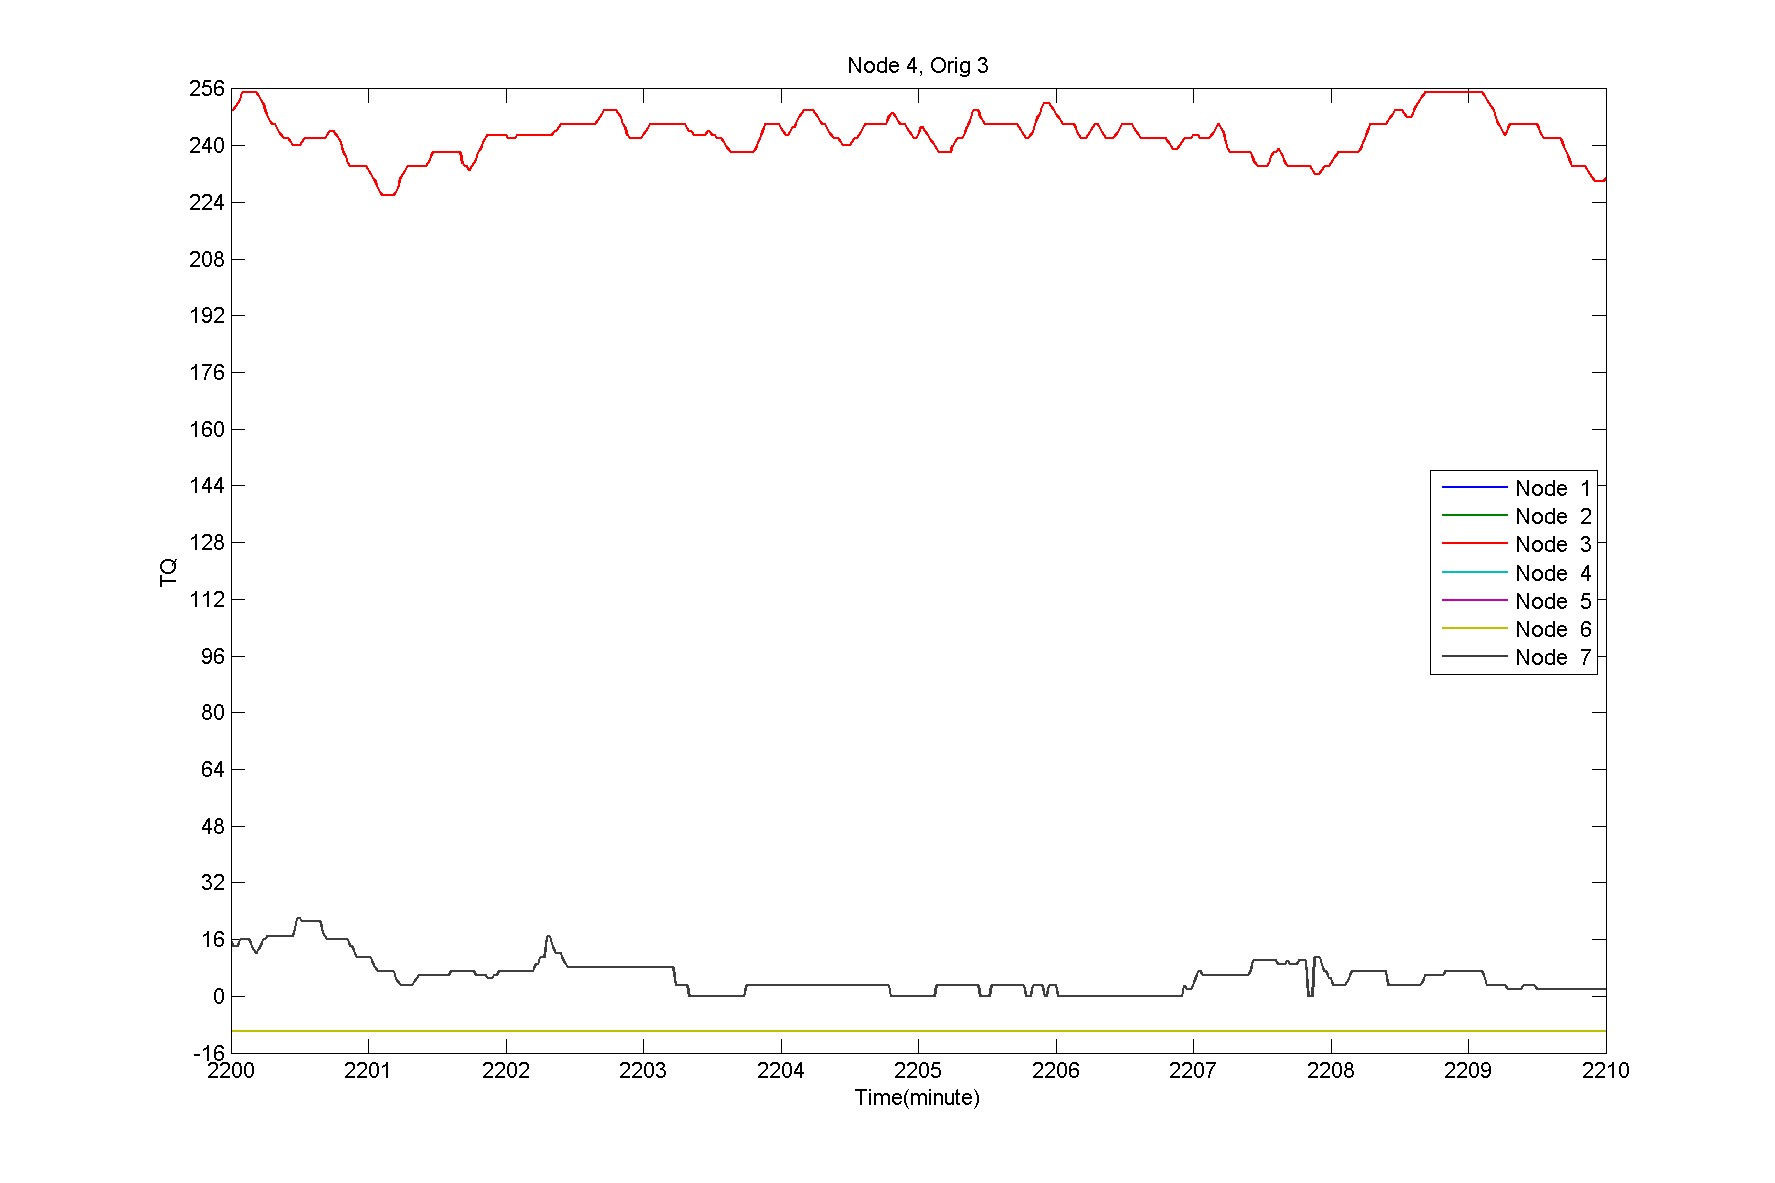 Node 4, Orig 3
256
240
224
208
192
176
160
144
128
112
96
80
64
48
32
16
0
-16
TQ
Node 1
Node 2
Node 3
Node 4
Node 5
Node 6
Node 7
2200 2201 2202 2203 2204 2205 2206 2207 2208 2209 2210
Time(minute)